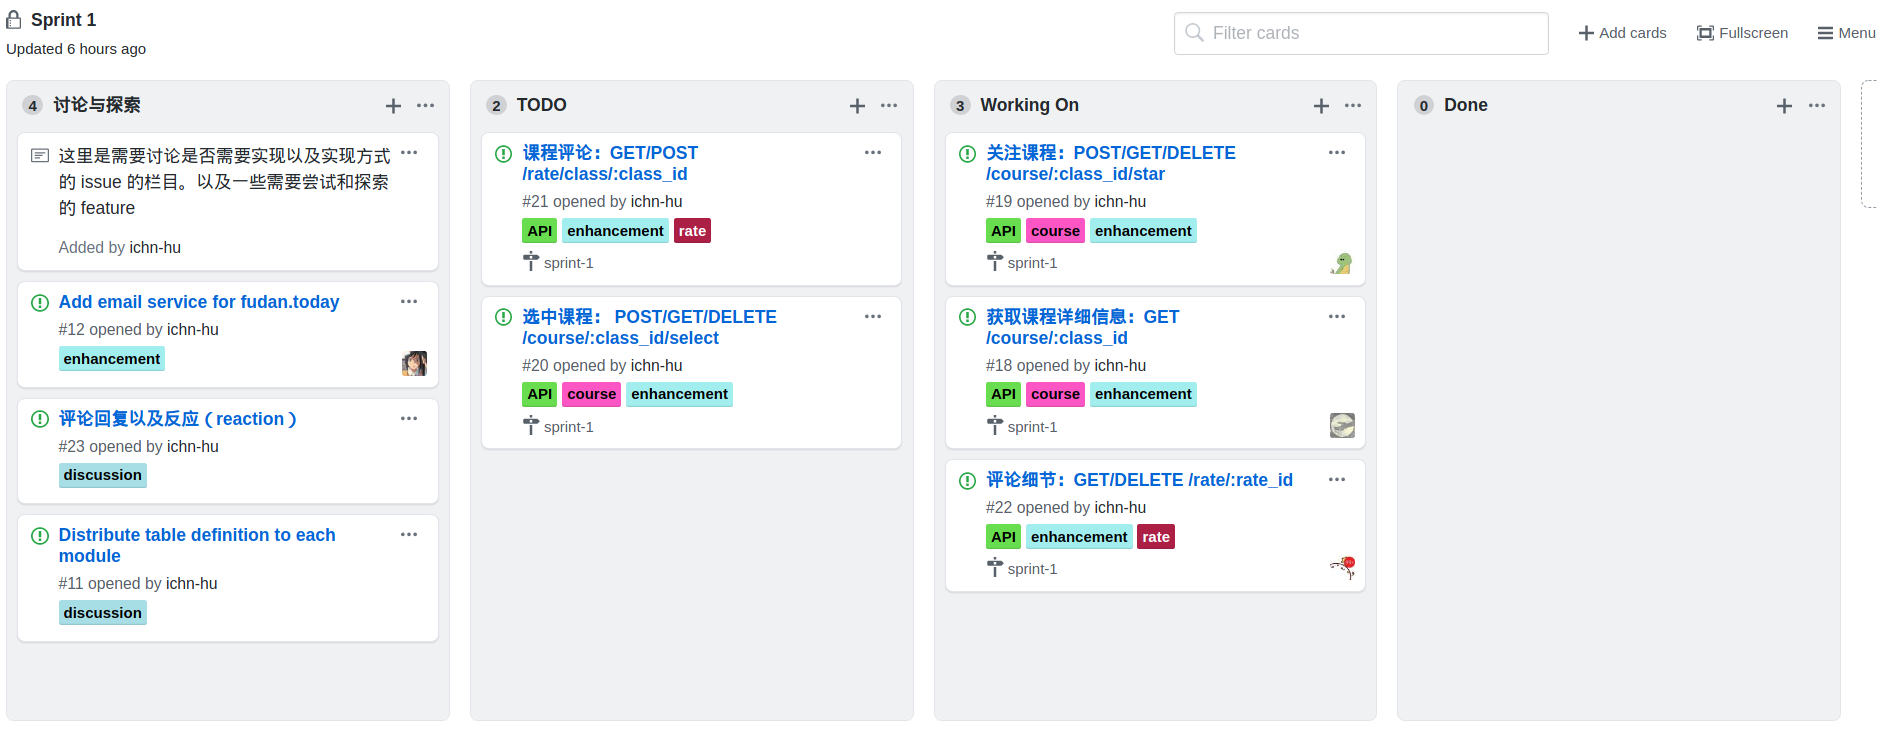 Sprint 1
Updated 6 hours ago
Filter cards
Add cards
Fullscreen
Menu
4 讨论与探索
这里是需要讨论是否需要实现以及实现方式
的 issue 的栏目。以及一些需要尝试和探索
的 feature
Added by ichn-hu
Add email service for fudan.today
#12 opened by ichn-hu
enhancement
评论回复以及反应（reaction）
#23 opened by ichn-hu
discussion
Distribute table definition to each
module
#11 opened by ichn-hu
discussion
2 TODO
课程评论：GET/POST
/rate/class/:class_id
#21 opened by ichn-hu
API enhancement rate
sprint-1
选中课程： POST/GET/DELETE
/course/:class_id/select
#20 opened by ichn-hu
API course enhancement
sprint-1
3 Working On
关注课程：POST/GET/DELETE
/course/:class_id/star
#19 opened by ichn-hu
API course enhancement
sprint-1
获取课程详细信息：GET
/course/:class_id
#18 opened by ichn-hu
API course enhancement
sprint-1
评论细节：GET/DELETE /rate/:rate_id
#22 opened by ichn-hu
API enhancement rate
sprint-1
0 Done